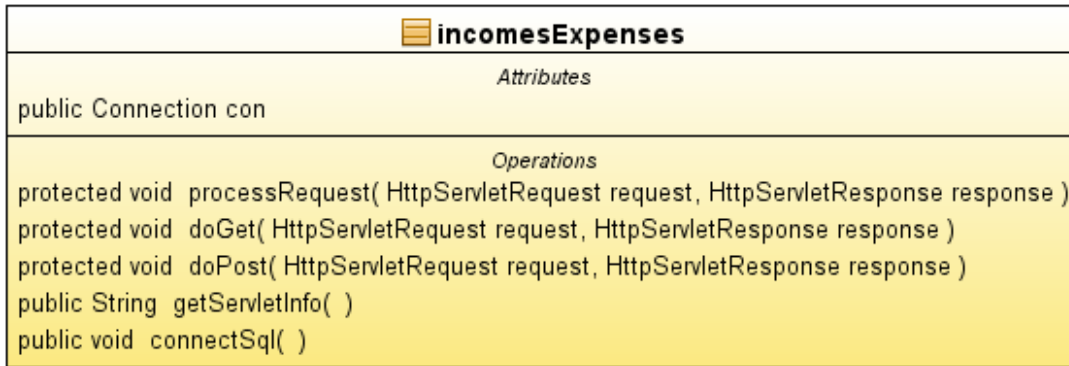 incomesExpenses
Attributes
public Connection con
Operations
protected void processRequest( HttpServletRequest request, HttpServletResponse response )
protected void doGet( HttpServletRequest request, HttpServletResponse response )
protected void doPost( HttpServletRequest request, HttpServletResponse response )
public String getServletInfo( )
public void connectSql( )